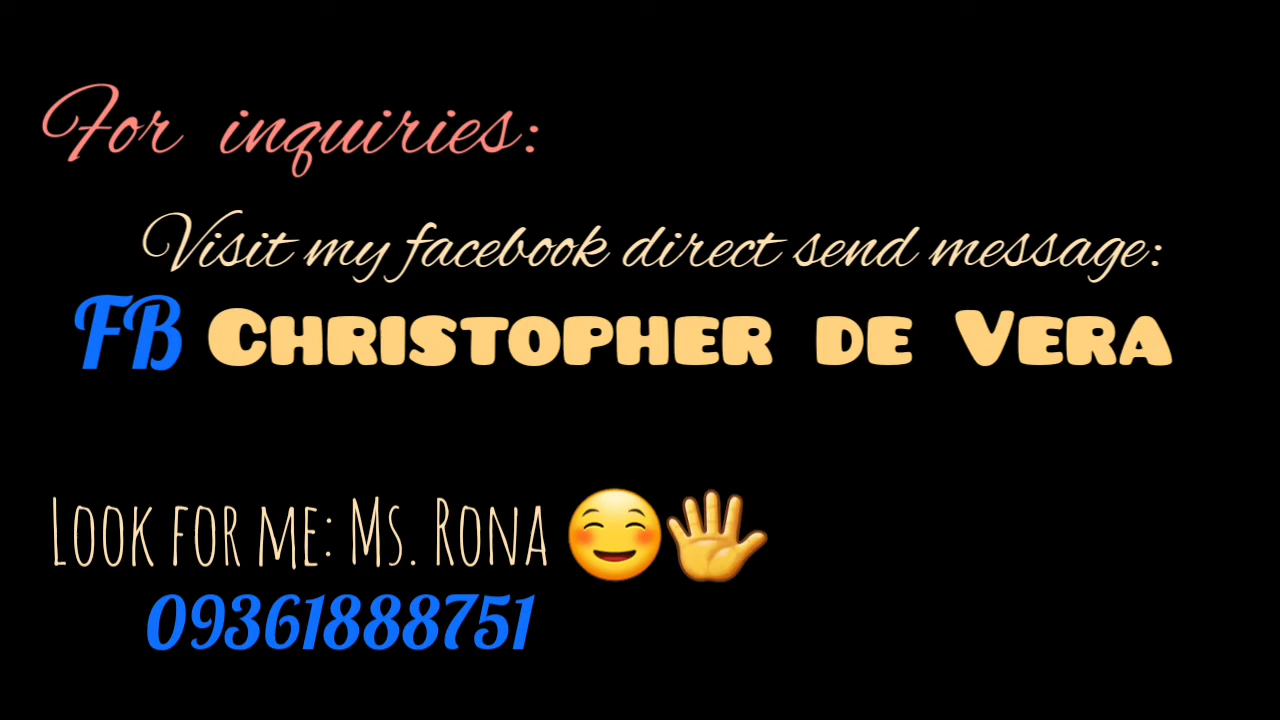 For inquiries:
Visit my facebook direct send message:
FB Christopher de Vera
Look for me: Ms. Rona 😊🖐
09361888751